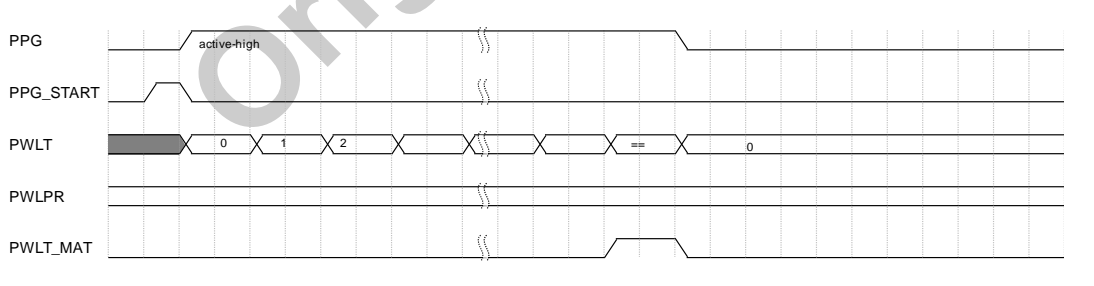 PPG
active-high
PPG_START
PWLT 0 1 2 == 0
PWLPR
PWLT_MAT